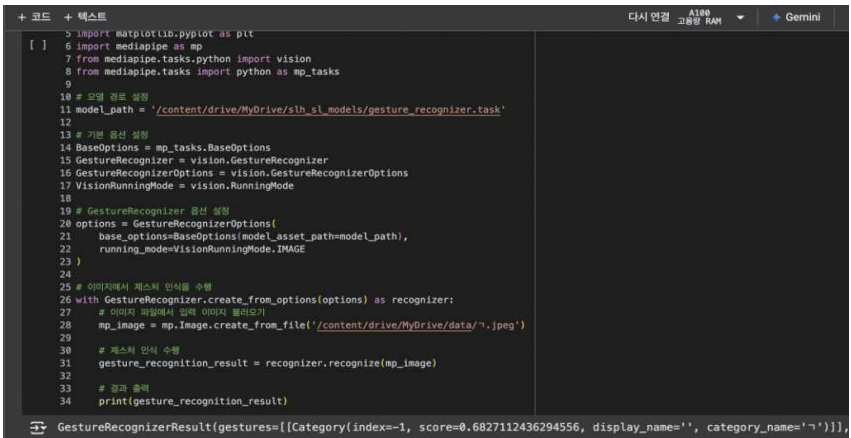 + 코드 + 텍스트 다시 연결 A100 고용량 RAM Gemini
5 import matplotlib.pyplot as plt
[ ] 6 import mediapipe as mp
7 from mediapipe.tasks.python import vision
8 from mediapipe.tasks import python as mp_tasks
9
10 # 모델 경로 설정
11 model_path = '/content/drive/MyDrive/slh_sl_models/gesture_recognizer.task'
12
13 # 기본 옵션 설정
14 BaseOptions = mp_tasks.BaseOptions
15 GestureRecognizer = vision.GestureRecognizer
16 GestureRecognizerOptions = vision.GestureRecognizerOptions
17 VisionRunningMode = vision.RunningMode
18
19 # GestureRecognizer 옵션 설정
20 options = GestureRecognizerOptions(
21 base_options=BaseOptions(model_asset_path=model_path),
22 running_mode=VisionRunningMode.IMAGE
23 )
24
25 # 이미지에서 제스처 인식을 수행
26 with GestureRecognizer.create_from_options(options) as recognizer:
27 # 이미지 파일에서 입력 이미지 불러오기
28 mp_image = mp.Image.create_from_file('/content/drive/MyDrive/data/ㄱ.jpeg')
29
30 # 제스처 인식 수행
31 gesture_recognition_result = recognizer.recognize(mp_image)
32
33 # 결과 출력
34 print(gesture_recognition_result)
GestureRecognizerResult(gestures=[[Category(index=-1, score=0.6827112436294556, display_name='', category_name='ㄱ')]],